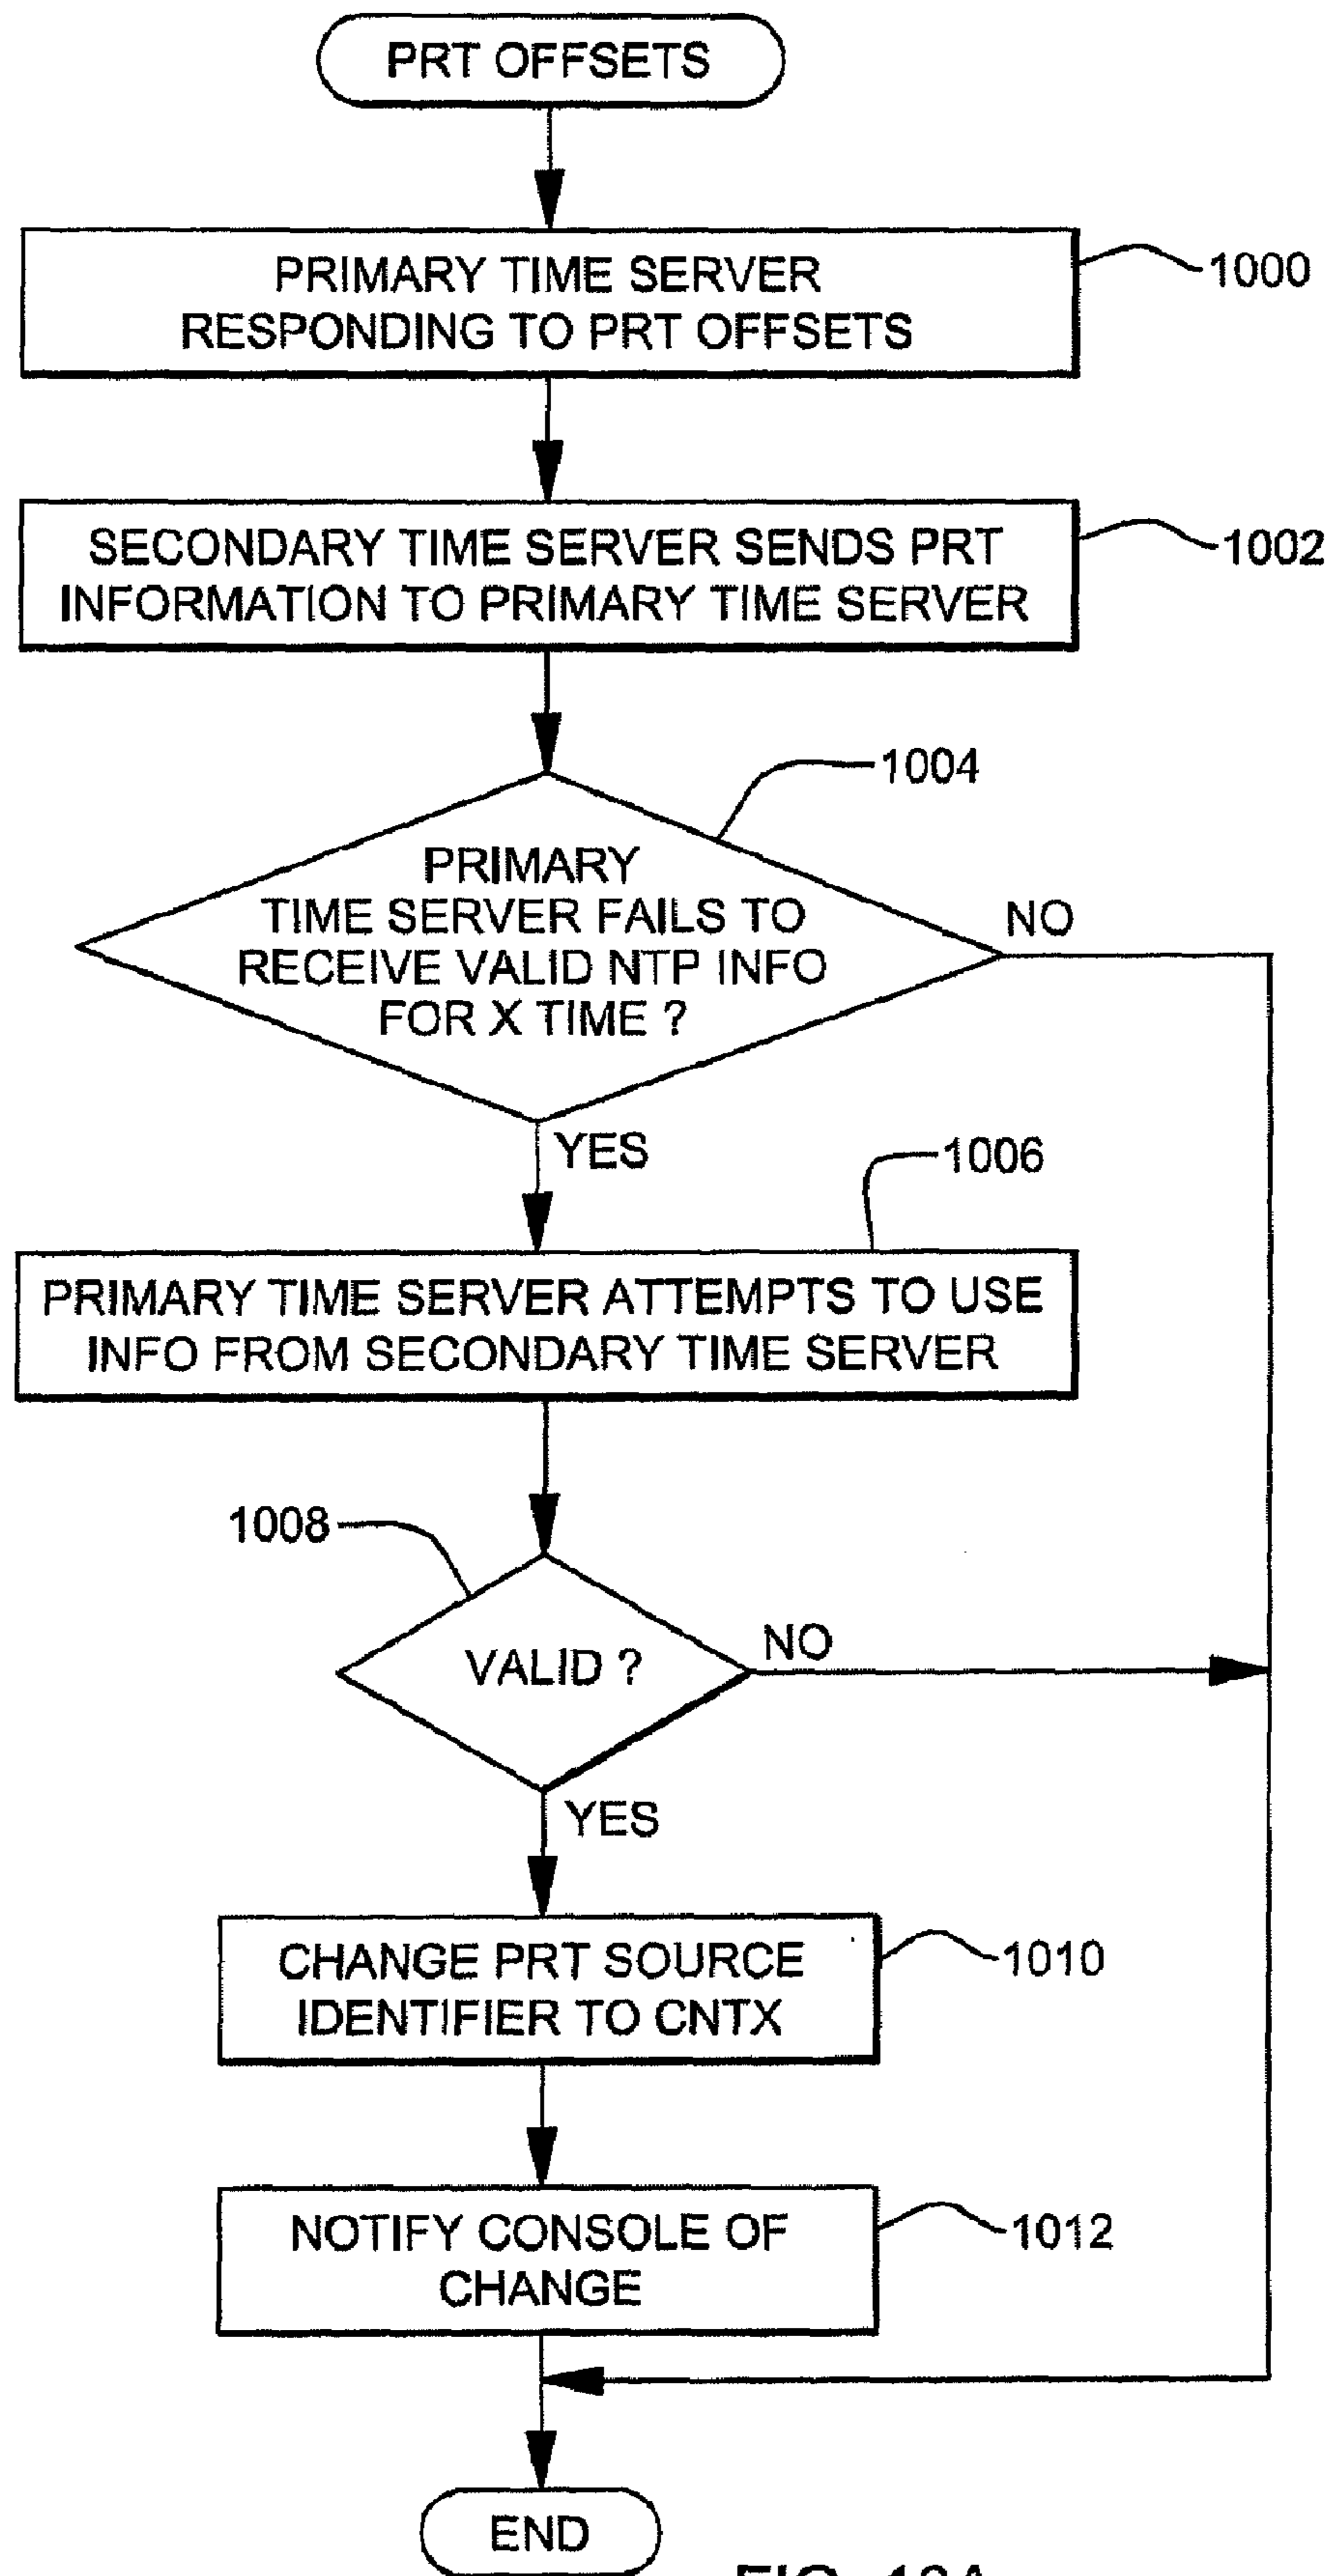 PRT OFFSETS
PRIMARY TIME SERVER
RESPONDING TO PRT OFFSETS
1000
SECONDARY TIME SERVER SENDS PRT
INFORMATION TO PRIMARY TIME SERVER
1002
1004
PRIMARY
TIME SERVER FAILS TO
RECEIVE VALID NTP INFO
FOR X TIME ?
NO
YES
1006
PRIMARY TIME SERVER ATTEMPTS TO USE
INFO FROM SECONDARY TIME SERVER
1008
VALID ?
NO
YES
CHANGE PRT SOURCE
IDENTIFIER TO CNTX
1010
NOTIFY CONSOLE OF
CHANGE
1012
END
FIG. 10A